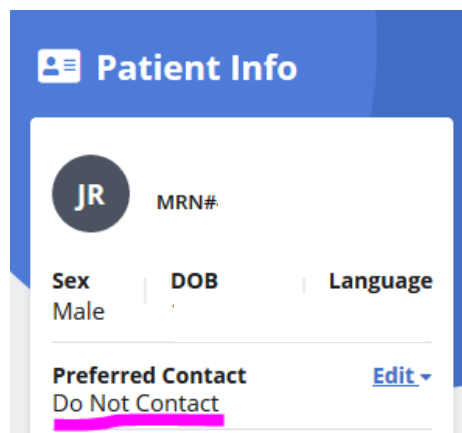 Patient Info
JR
MRN#
Sex DOB Language
Male
Preferred Contact Edit
Do Not Contact